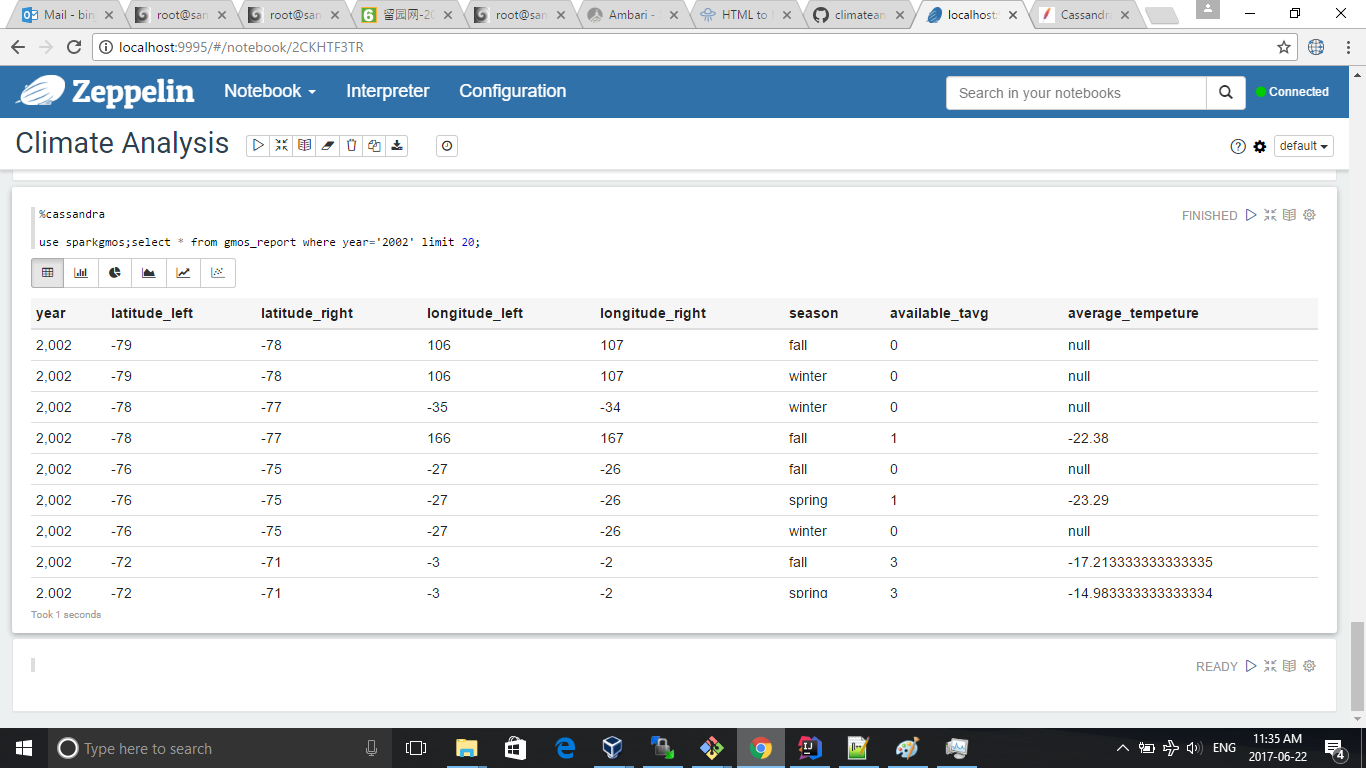 Mail - bin
root@san
root@san
留园网-20
root@san
Ambari -
HTML to
climatean
localhost:
Cassandra
localhost:9995/#/notebook/2CKHTF3TR
Zeppelin Notebook Interpreter Configuration Search in your notebooks Connected
Climate Analysis default
%cassandra FINISHED
use sparkgmos;select * from gmos_report where year='2002' limit 20;
year latitude_left latitude_right longitude_left longitude_right season available_tavg average_tempeture
2,002 -79 -78 106 107 fall 0 null
2,002 -79 -78 106 107 winter 0 null
2,002 -78 -77 -35 -34 winter 0 null
2,002 -78 -77 166 167 fall 1 -22.38
2,002 -76 -75 -27 -26 fall 0 null
2,002 -76 -75 -27 -26 spring 1 -23.29
2,002 -76 -75 -27 -26 winter 0 null
2,002 -72 -71 -3 -2 fall 3 -17.213333333333335
2,002 -72 -71 -3 -2 spring 3 -14.983333333333334
Took 1 seconds
READY
Type here to search
ENG
11:35 AM
2017-06-22
4